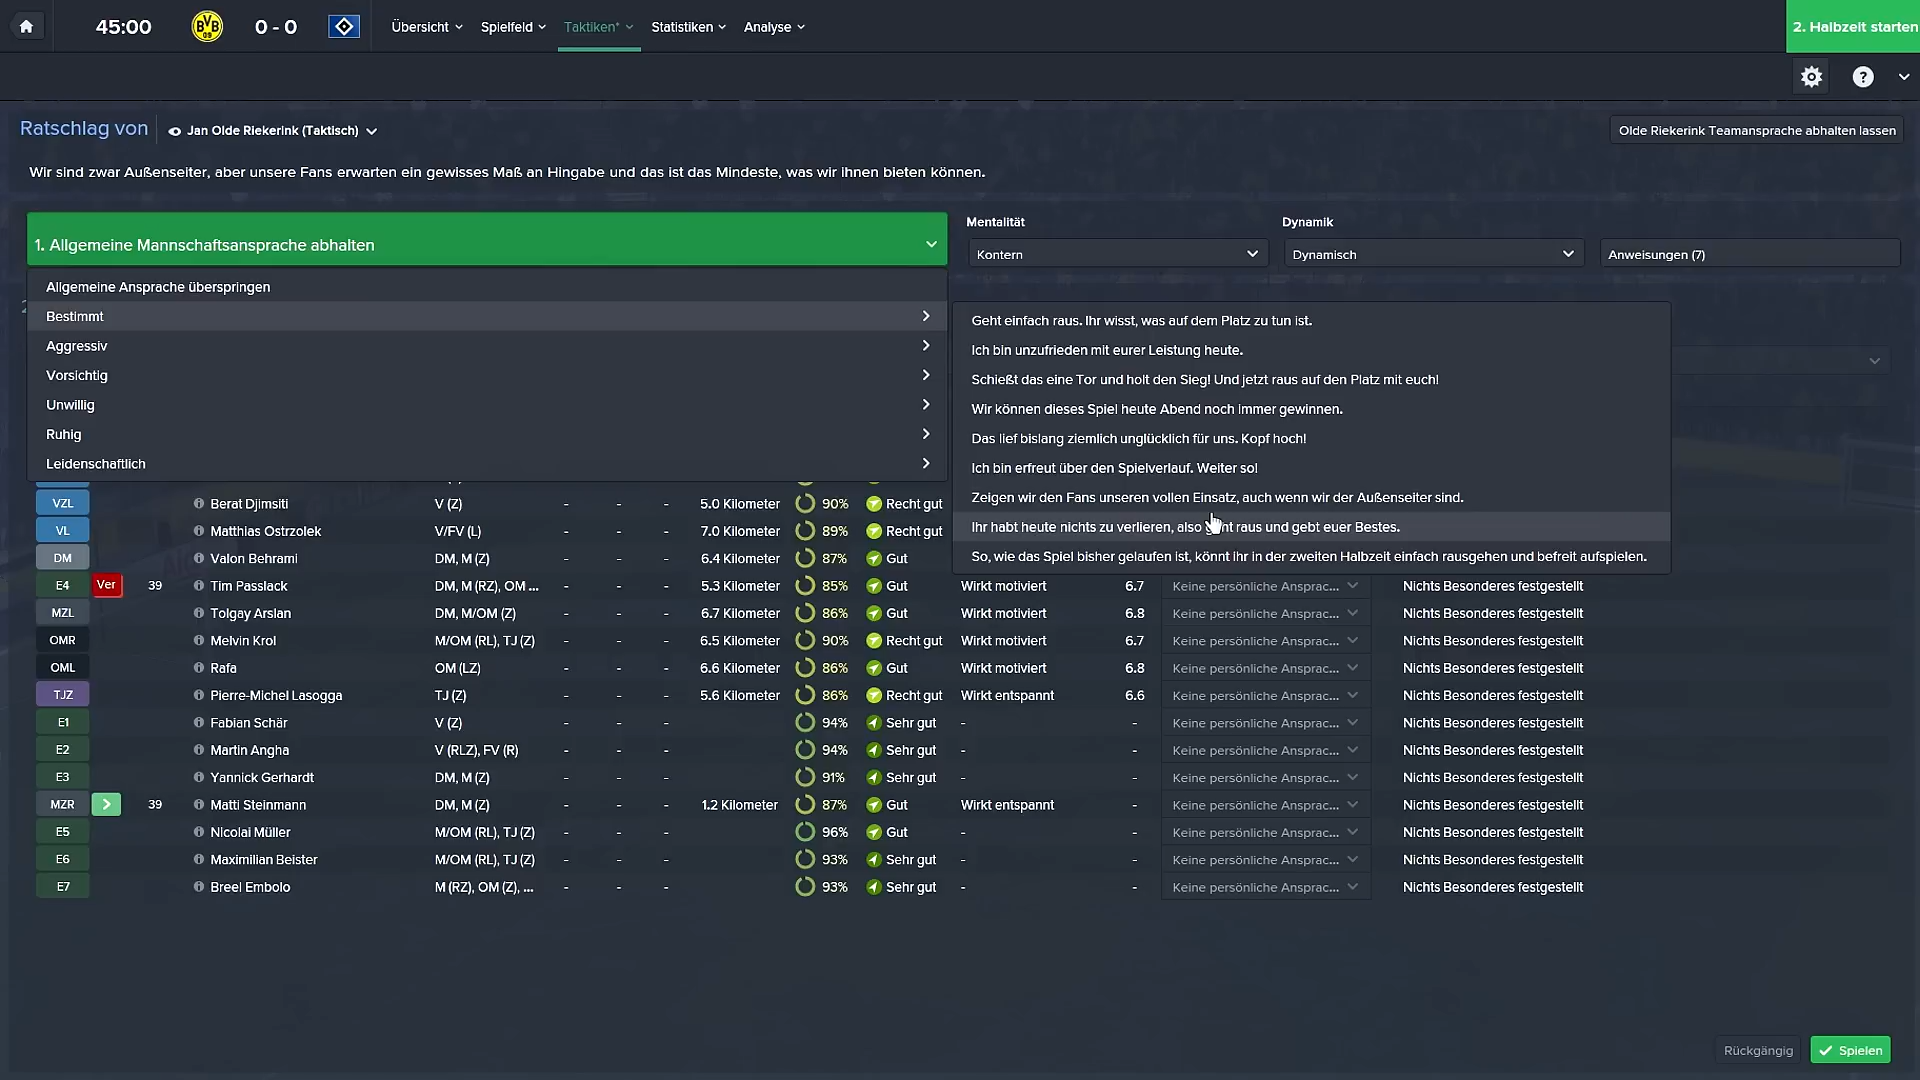 45:00 BVB 09 0 - 0 Übersicht Spielfeld Taktiken* Statistiken Analyse 2. Halbzeit starten
?
Ratschlag von Jan Olde Riekerink (Taktisch) Olde Riekerink Teamansprache abhalten lassen
Wir sind zwar Außenseiter, aber unsere Fans erwarten ein gewisses Maß an Hingabe und das ist das Mindeste, was wir ihnen bieten können.
Mentalität Dynamik
1. Allgemeine Mannschaftsansprache abhalten Kontern Dynamisch Anweisungen (7)
Allgemeine Ansprache überspringen
Bestimmt
Aggressiv
Vorsichtig
Unwillig
Ruhig
Leidenschaftlich
Geht einfach raus. Ihr wisst, was auf dem Platz zu tun ist.
Ich bin unzufrieden mit eurer Leistung heute.
Schießt das eine Tor und holt den Sieg! Und jetzt raus auf den Platz mit euch!
Wir können dieses Spiel heute Abend noch immer gewinnen.
Das lief bislang ziemlich unglücklich für uns. Kopf hoch!
Ich bin erfreut über den Spielverlauf. Weiter so!
Zeigen wir den Fans unseren vollen Einsatz, auch wenn wir der Außenseiter sind.
Ihr habt heute nichts zu verlieren, also geht raus und gebt euer Bestes.
So, wie das Spiel bisher gelaufen ist, könnt ihr in der zweiten Halbzeit einfach rausgehen und befreit aufspielen.
VZL Berat Djimsiti V (Z) - - - 5.0 Kilometer 90% Recht gut
VL Matthias Ostrzolek V/FV (L) - - - 7.0 Kilometer 89% Recht gut
DM Valon Behrami DM, M (Z) - - - 6.4 Kilometer 87% Gut
E4 Ver 39 Tim Passlack DM, M (RZ), OM ... - - - 5.3 Kilometer 85% Gut Wirkt motiviert 6.7 Keine persönliche Ansprac... Nichts Besonderes festgestellt
MZL Tolgay Arslan DM, M/OM (Z) - - - 6.7 Kilometer 86% Gut Wirkt motiviert 6.8 Keine persönliche Ansprac... Nichts Besonderes festgestellt
OMR Melvin Krol M/OM (RL), TJ (Z) - - - 6.5 Kilometer 90% Recht gut Wirkt motiviert 6.7 Keine persönliche Ansprac... Nichts Besonderes festgestellt
OML Rafa OM (LZ) - - - 6.6 Kilometer 86% Gut Wirkt motiviert 6.8 Keine persönliche Ansprac... Nichts Besonderes festgestellt
TJZ Pierre-Michel Lasogga TJ (Z) - - - 5.6 Kilometer 86% Recht gut Wirkt entspannt 6.6 Keine persönliche Ansprac... Nichts Besonderes festgestellt
E1 Fabian Schär V (Z) - - - 94% Sehr gut - - Keine persönliche Ansprac... Nichts Besonderes festgestellt
E2 Martin Angha V (RLZ), FV (R) - - - 94% Sehr gut - - Keine persönliche Ansprac... Nichts Besonderes festgestellt
E3 Yannick Gerhardt DM, M (Z) - - - 91% Sehr gut - - Keine persönliche Ansprac... Nichts Besonderes festgestellt
MZR 39 Matti Steinmann DM, M (Z) - - - 1.2 Kilometer 87% Gut Wirkt entspannt - Keine persönliche Ansprac... Nichts Besonderes festgestellt
E5 Nicolai Müller M/OM (RL), TJ (Z) - - - 96% Gut - - Keine persönliche Ansprac... Nichts Besonderes festgestellt
E6 Maximilian Beister M/OM (RL), TJ (Z) - - - 93% Sehr gut - - Keine persönliche Ansprac... Nichts Besonderes festgestellt
E7 Breel Embolo M (RZ), OM (Z), ... - - - 93% Sehr gut - - Keine persönliche Ansprac... Nichts Besonderes festgestellt
Rückgängig Spielen